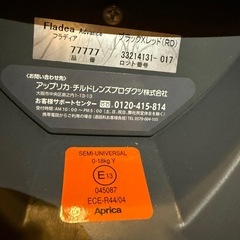 Fladea Advance ブラックXレッド(RD)
フラディア
77777 33214131-017
品番 ロット番号
<お問い合わせ先>
アップリカ・チルドレンズプロダクツ株式会社
お客様サポートセンター 0120-415-814
SEMI-UNIVERSAL
0-18kg Y
E13
045087
ECE-R44/04
Aprica